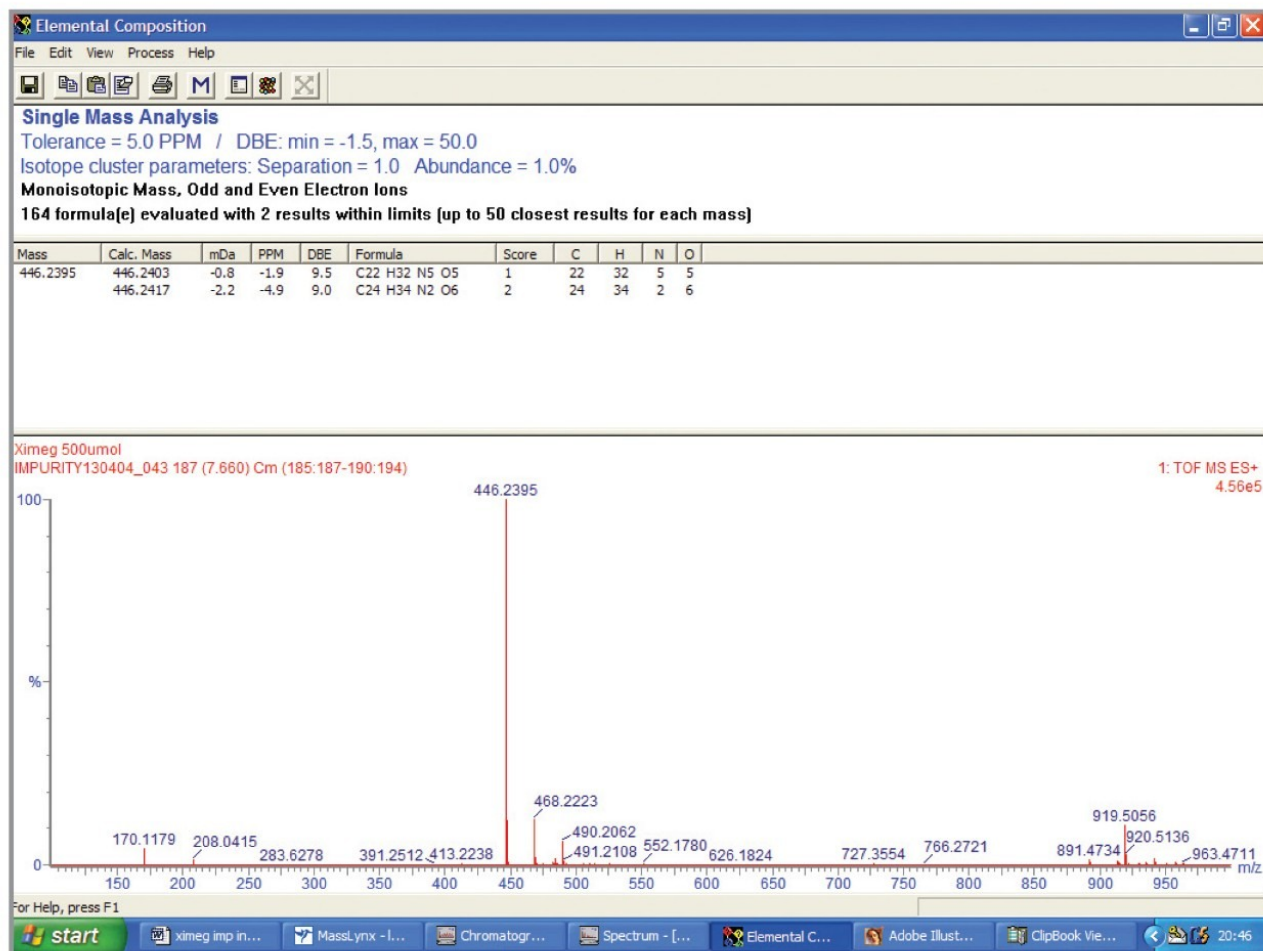 Elemental Composition
File Edit View Process Help
M
Single Mass Analysis
Tolerance = 5.0 PPM / DBE: min = -1.5, max = 50.0
Isotope cluster parameters: Separation = 1.0 Abundance = 1.0%
Monoisotopic Mass, Odd and Even Electron Ions
164 formula(e) evaluated with 2 results within limits (up to 50 closest results for each mass)
Mass Calc. Mass mDa PPM DBE Formula Score C H N O
446.2395 446.2403 -0.8 -1.9 9.5 C22 H32 N5 O5 1 22 32 5 5
446.2417 -2.2 -4.9 9.0 C24 H34 N2 O6 2 24 34 2 6
Ximeg 500umol
IMPURITY130404_043 187 (7.660) Cm (185:187-190:194) 1: TOF MS ES+
4.56e5
446.2395
100
%
468.2223
919.5056
490.2062
170.1179 208.0415 552.1780 920.5136
283.6278 391.2512 413.2238 491.2108 626.1824 727.3554 766.2721 891.4734 963.4711
0 m/z
150 200 250 300 350 400 450 500 550 600 650 700 750 800 850 900 950
For Help, press F1
start ximeg imp in... MassLynx - l... Chromatogr... Spectrum - [... Elemental C... Adobe Illust... ClipBook Vie... 20:46